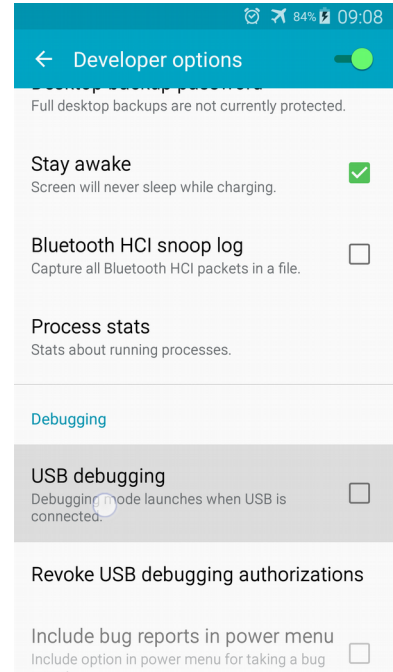 84% 09:08
Developer options
Desktop backup password
Full desktop backups are not currently protected.
Stay awake
Screen will never sleep while charging.
Bluetooth HCI snoop log
Capture all Bluetooth HCI packets in a file.
Process stats
Stats about running processes.
Debugging
USB debugging
Debugging mode launches when USB is
connected.
Revoke USB debugging authorizations
Include bug reports in power menu
Include option in power menu for taking a bug